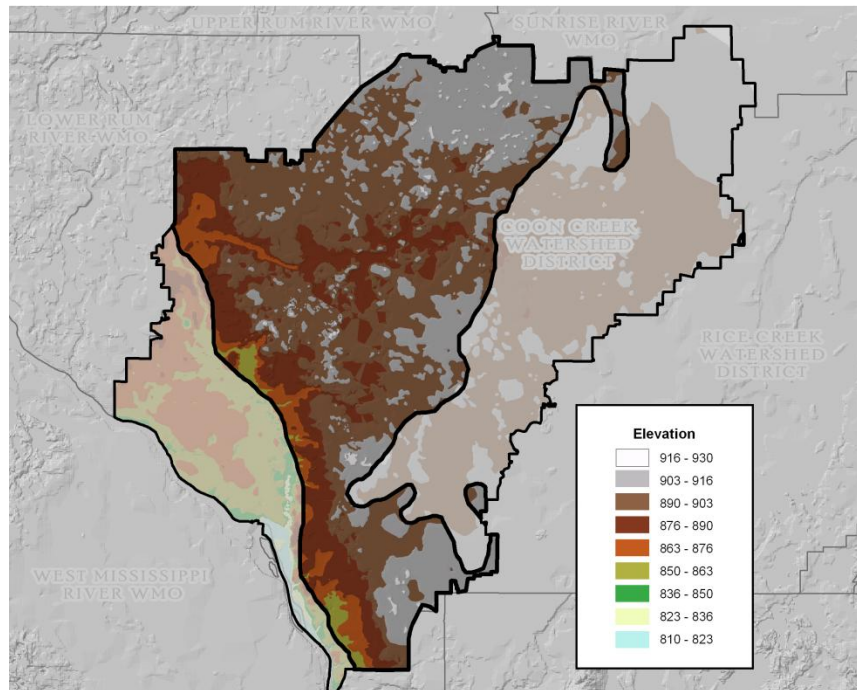 UPPER RUM RIVER WMO
SUNRISE RIVER
WMO
LOWER RUM
RIVER WMO
COON CREEK
WATERSHED
DISTRICT
RICE CREEK
WATERSHED
DISTRICT
WEST MISSISSIPPI
RIVER WMO
Elevation
916 - 930
903 - 916
890 - 903
876 - 890
863 - 876
850 - 863
836 - 850
823 - 836
810 - 823